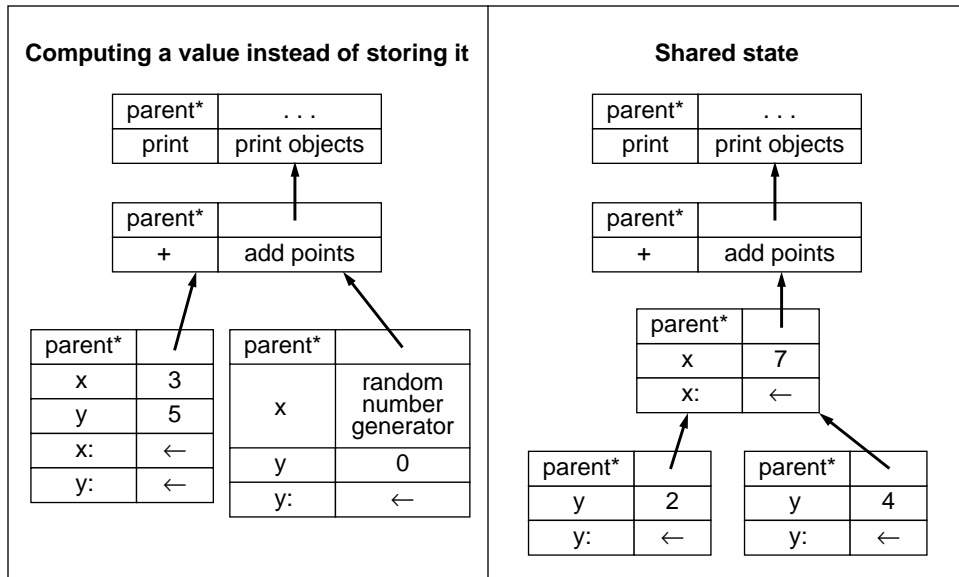 Computing a value instead of storing it
parent* . . .
print print objects
parent*
+ add points
parent*
x 3
y 5
x: ←
y: ←
parent*
x random
number
generator
y 0
y: ←
Shared state
parent* . . .
print print objects
parent*
+ add points
parent*
x 7
x: ←
parent*
y 2
y: ←
parent*
y 4
y: ←